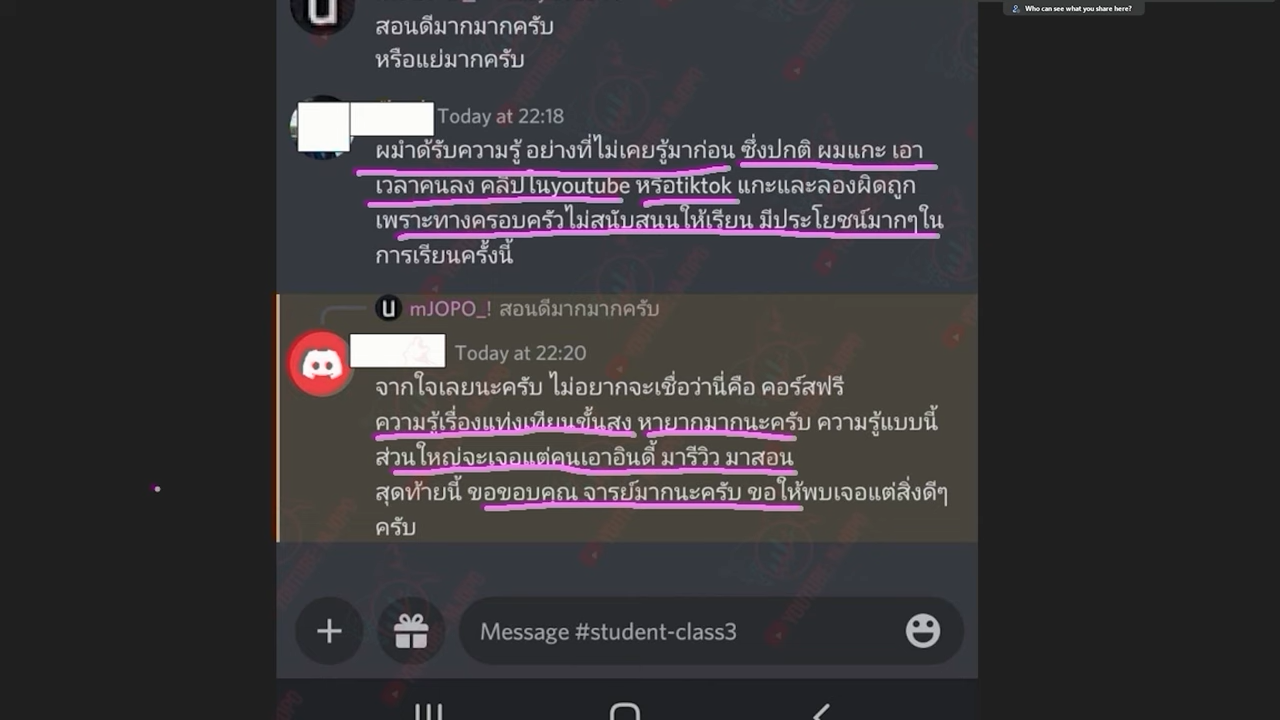 Who can see what you share here?
สอนดีมากมากครับ
หรือแย่มากครับ
Today at 22:18
ผมำด้รับความรู้ อย่างที่ไม่เคยรู้มาก่อน ซึ่งปกติ ผมแกะ เอา
เวลาคนลง คลิปในyoutube หรือtiktok แกะและลองผิดถูก
เพราะทางครอบครัวไม่สนับสนนให้เรียน มีประโยชน์มากๆใน
การเรียนครั้งนี้
mJOPO_! สอนดีมากมากครับ
Today at 22:20
จากใจเลยนะครับ ไม่อยากจะเชื่อว่านี่คือ คอร์สฟรี
ความรู้เรื่องแท่งเทียนขั้นสง หายากมากนะครับ ความรู้แบบนี้
ส่วนใหญ่จะเจอแต่คนเอาอินดี้ มารีวิว มาสอน
สุดท้ายนี้ ขอขอบคุณ จารย์มากนะครับ ขอให้พบเจอแต่สิ่งดีๆ
ครับ
Message #student-class3